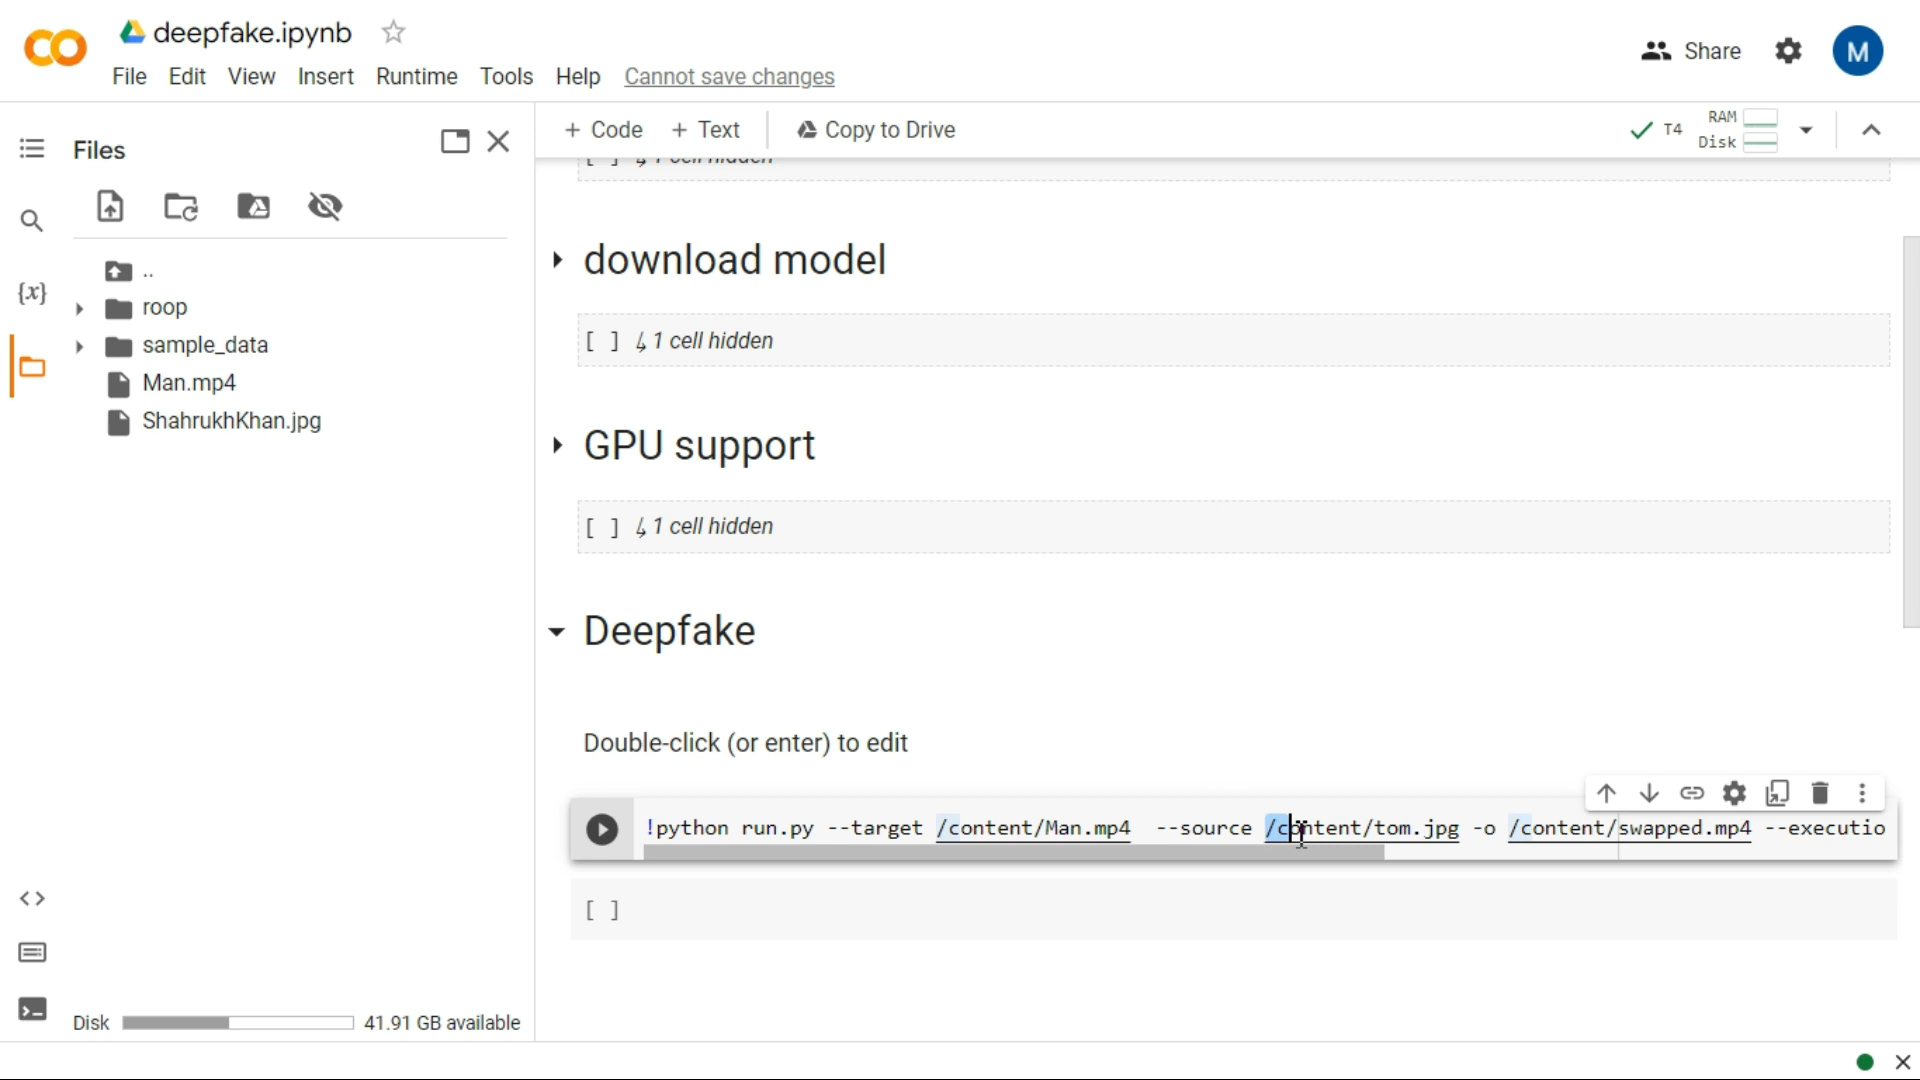 deepfake.ipynb
File Edit View Insert Runtime Tools Help Cannot save changes
Share
M
Files
+ Code + Text Copy to Drive
T4
RAM
Disk
[ ] 1 cell hidden
..
roop
sample_data
Man.mp4
ShahrukhKhan.jpg
{x}
download model
[ ] 1 cell hidden
GPU support
[ ] 1 cell hidden
Deepfake
Double-click (or enter) to edit
!python run.py --target /content/Man.mp4 --source /content/tom.jpg -o /content/swapped.mp4 --executio
[ ]
Disk 41.91 GB available